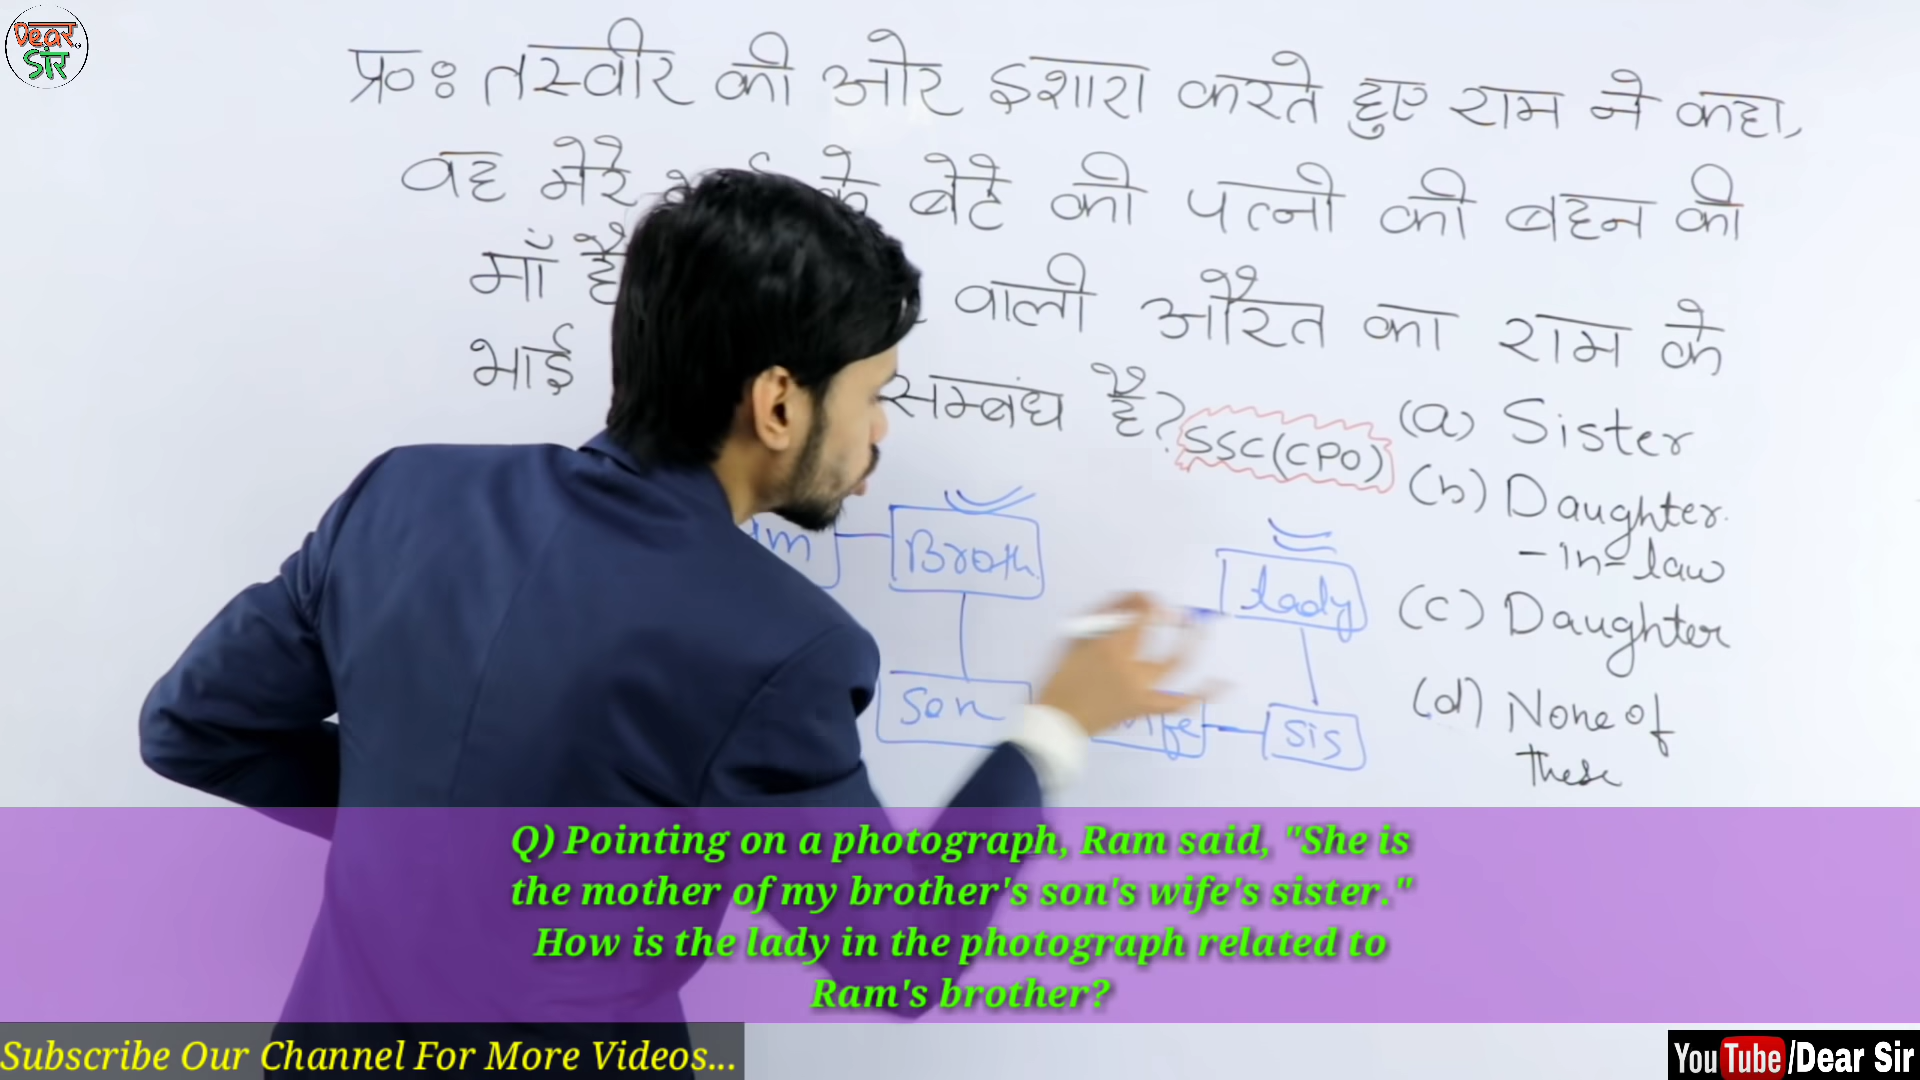 Dear
Sir
प्र०ः तस्वीर की ओर इशारा करते हुए राम ने कहा,
वह मेरे के बेटे की पत्नी की बहन की
माँ है वाली औरत का राम के
भाई सम्बंध है?
SSC(CPO)
(a) Sister
(b) Daughter
-in-law
(c) Daughter
(d) None of
these
Broth.
lady
Son
wife
Sis
Q) Pointing on a photograph, Ram said, "She is
the mother of my brother's son's wife's sister."
How is the lady in the photograph related to
Ram's brother?
Subscribe Our Channel For More Videos...
YouTube/Dear Sir